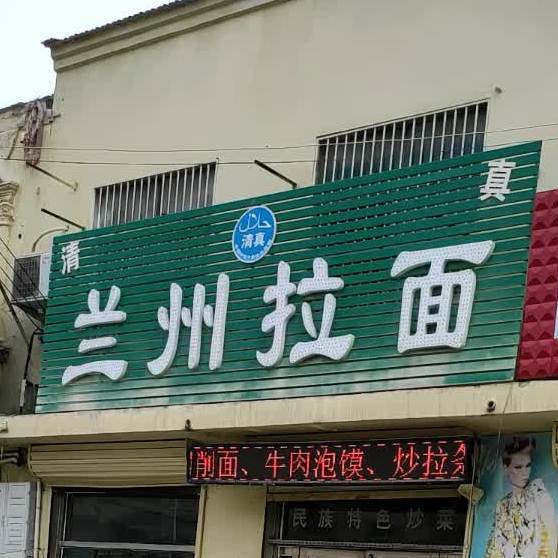 清 真
حلال
清真
兰州拉面
削面、牛肉泡馍、炒拉条
民族特色炒菜